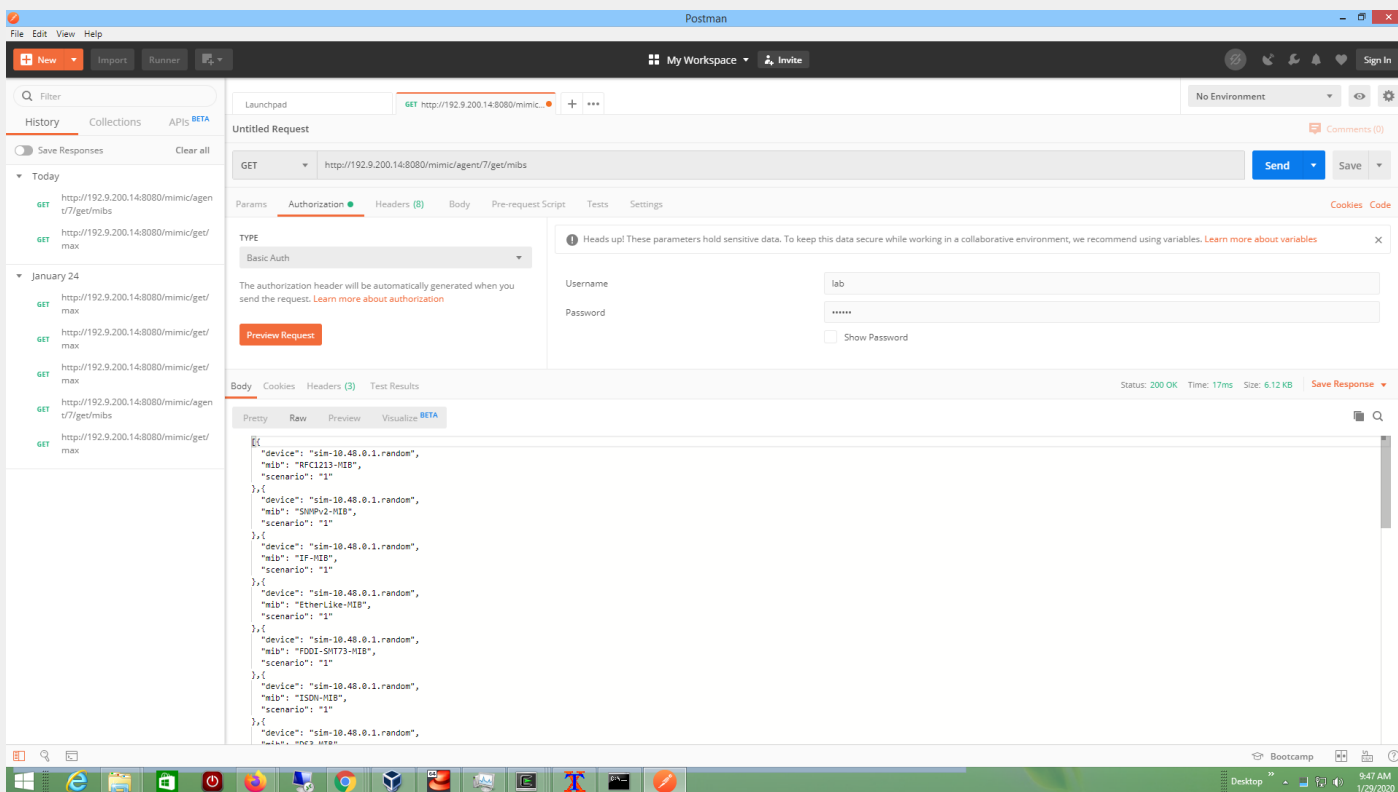 Postman
File Edit View Help
New Import Runner
My Workspace Invite
Sign In
Filter
History Collections APIs BETA
Save Responses Clear all
Today
GET http://192.9.200.14:8080/mimic/agen
t/7/get/mibs
GET http://192.9.200.14:8080/mimic/get/
max
January 24
GET http://192.9.200.14:8080/mimic/get/
max
GET http://192.9.200.14:8080/mimic/get/
max
GET http://192.9.200.14:8080/mimic/get/
max
GET http://192.9.200.14:8080/mimic/agen
t/7/get/mibs
GET http://192.9.200.14:8080/mimic/get/
max
Launchpad GET http://192.9.200.14:8080/mimic... + •••
No Environment
Untitled Request
Comments (0)
GET http://192.9.200.14:8080/mimic/agent/7/get/mibs
Send Save
Params Authorization Headers (8) Body Pre-request Script Tests Settings
Cookies Code
TYPE
Basic Auth
The authorization header will be automatically generated when you
send the request. Learn more about authorization
Preview Request
Heads up! These parameters hold sensitive data. To keep this data secure while working in a collaborative environment, we recommend using variables. Learn more about variables
Username lab
Password ••••••
Show Password
Body Cookies Headers (3) Test Results
Status: 200 OK Time: 17ms Size: 6.12 KB Save Response
Pretty Raw Preview Visualize BETA
[{
"device": "sim-10.48.0.1.random",
"mib": "RFC1213-MIB",
"scenario": "1"
},{
"device": "sim-10.48.0.1.random",
"mib": "SNMPv2-MIB",
"scenario": "1"
},{
"device": "sim-10.48.0.1.random",
"mib": "IF-MIB",
"scenario": "1"
},{
"device": "sim-10.48.0.1.random",
"mib": "EtherLike-MIB",
"scenario": "1"
},{
"device": "sim-10.48.0.1.random",
"mib": "FDDI-SMT73-MIB",
"scenario": "1"
},{
"device": "sim-10.48.0.1.random",
"mib": "ISDN-MIB",
"scenario": "1"
},{
"device": "sim-10.48.0.1.random",
"mib": "DS3-MIB",
Bootcamp
Desktop
9:47 AM
1/29/2020